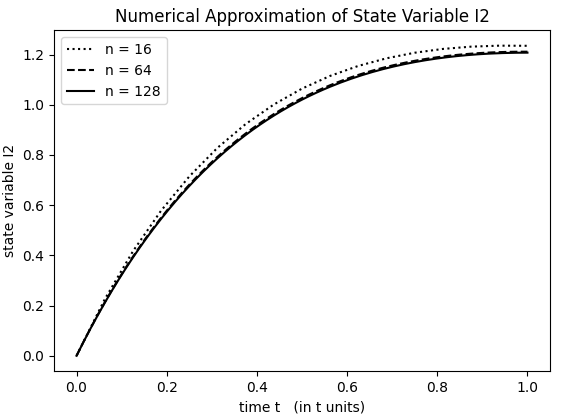 Numerical Approximation of State Variable I2
n = 16
n = 64
n = 128
state variable I2
1.2
1.0
0.8
0.6
0.4
0.2
0.0
0.0 0.2 0.4 0.6 0.8 1.0
time t (in t units)